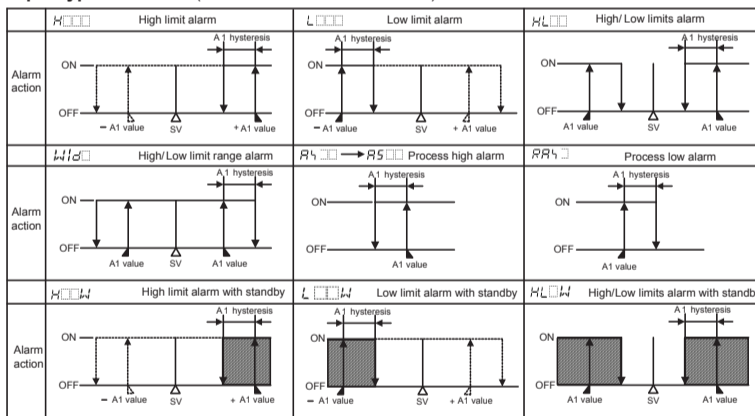 H□□□ High limit alarm
L□□□ Low limit alarm
HL□□ High/ Low limits alarm
Alarm action
A1 hysteresis
ON
OFF
– A1 value SV + A1 value
A1 hysteresis
ON
OFF
– A1 value SV + A1 value
A1 hysteresis
ON
OFF
A1 value SV A1 value
WId□ High/Low limit range alarm
□□ → □□ Process high alarm
Process low alarm
Alarm action
A1 hysteresis
ON
OFF
A1 value SV A1 value
A1 hysteresis
ON
OFF
A1 value
A1 hysteresis
ON
OFF
A1 value
H□□W High limit alarm with standby
L□□W Low limit alarm with standby
HL□W High/Low limits alarm with standb
Alarm action
A1 hysteresis
ON
OFF
– A1 value SV + A1 value
A1 hysteresis
ON
OFF
– A1 value SV + A1 value
A1 hysteresis
ON
OFF
A1 value SV A1 value